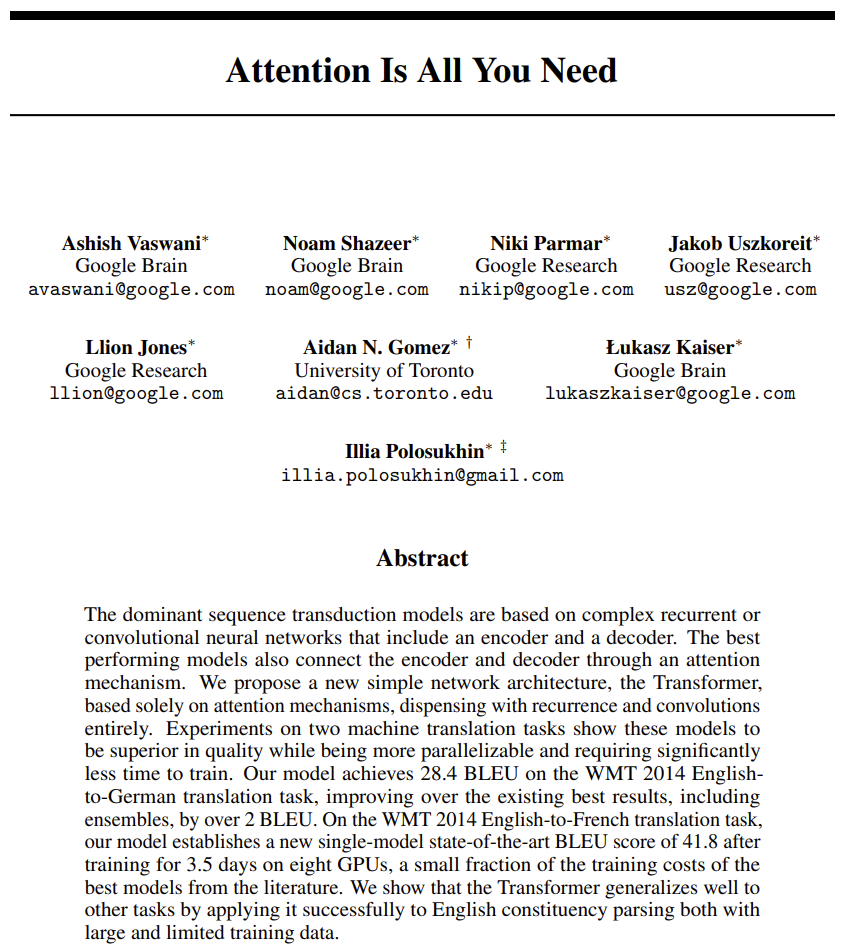 Attention Is All You Need
Ashish Vaswani* Noam Shazeer* Niki Parmar* Jakob Uszkoreit*
Google Brain Google Brain Google Research Google Research
avaswani@google.com noam@google.com nikip@google.com usz@google.com
Llion Jones* Aidan N. Gomez* † Łukasz Kaiser*
Google Research University of Toronto Google Brain
llion@google.com aidan@cs.toronto.edu lukaszkaiser@google.com
Illia Polosukhin* ‡
illia.polosukhin@gmail.com
Abstract
The dominant sequence transduction models are based on complex recurrent or
convolutional neural networks that include an encoder and a decoder. The best
performing models also connect the encoder and decoder through an attention
mechanism. We propose a new simple network architecture, the Transformer,
based solely on attention mechanisms, dispensing with recurrence and convolutions
entirely. Experiments on two machine translation tasks show these models to
be superior in quality while being more parallelizable and requiring significantly
less time to train. Our model achieves 28.4 BLEU on the WMT 2014 English-
to-German translation task, improving over the existing best results, including
ensembles, by over 2 BLEU. On the WMT 2014 English-to-French translation task,
our model establishes a new single-model state-of-the-art BLEU score of 41.8 after
training for 3.5 days on eight GPUs, a small fraction of the training costs of the
best models from the literature. We show that the Transformer generalizes well to
other tasks by applying it successfully to English constituency parsing both with
large and limited training data.